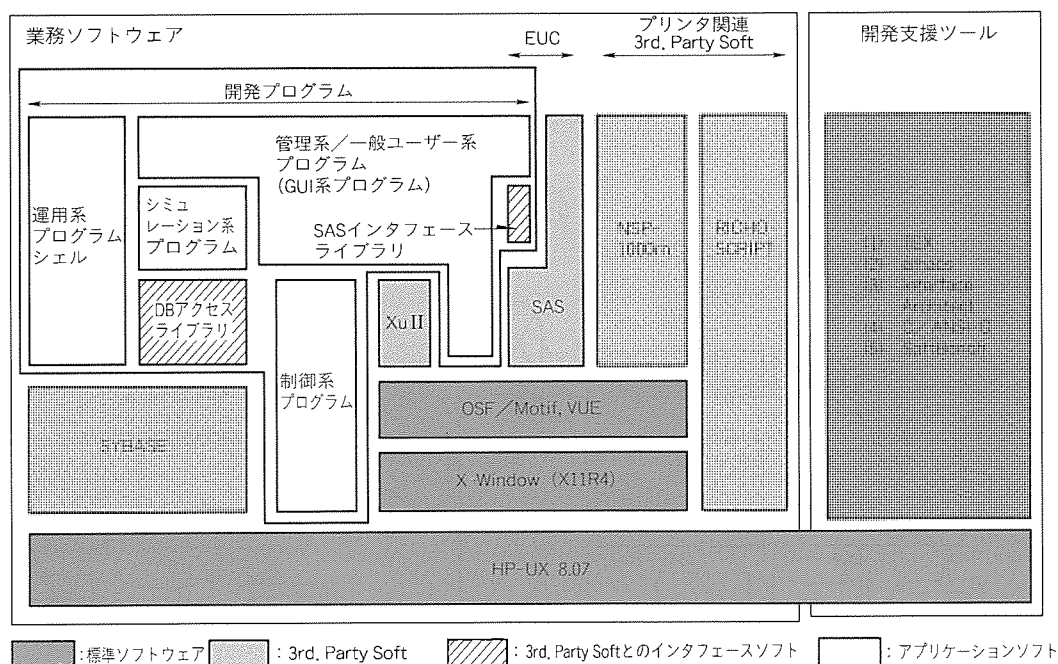 業務ソフトウェア
EUC
プリンタ関連
3rd. Party Soft
開発支援ツール
開発プログラム
管理系／一般ユーザー系
プログラム
(GUI系プログラム)
運用系
プログラム
シェル
シミュ
レーション系
プログラム
SASインタフェース
ライブラリ
NSP-
1000m
RICHO
SCRIPT
DBアクセス
ライブラリ
XuⅡ
SAS
制御系
プログラム
OSF／Motif, VUE
SYBASE
X-Window (X11R4)
HP-UX 8.07
:標準ソフトウェア
: 3rd. Party Soft
: 3rd. Party Softとのインタフェースソフト
: アプリケーションソフト